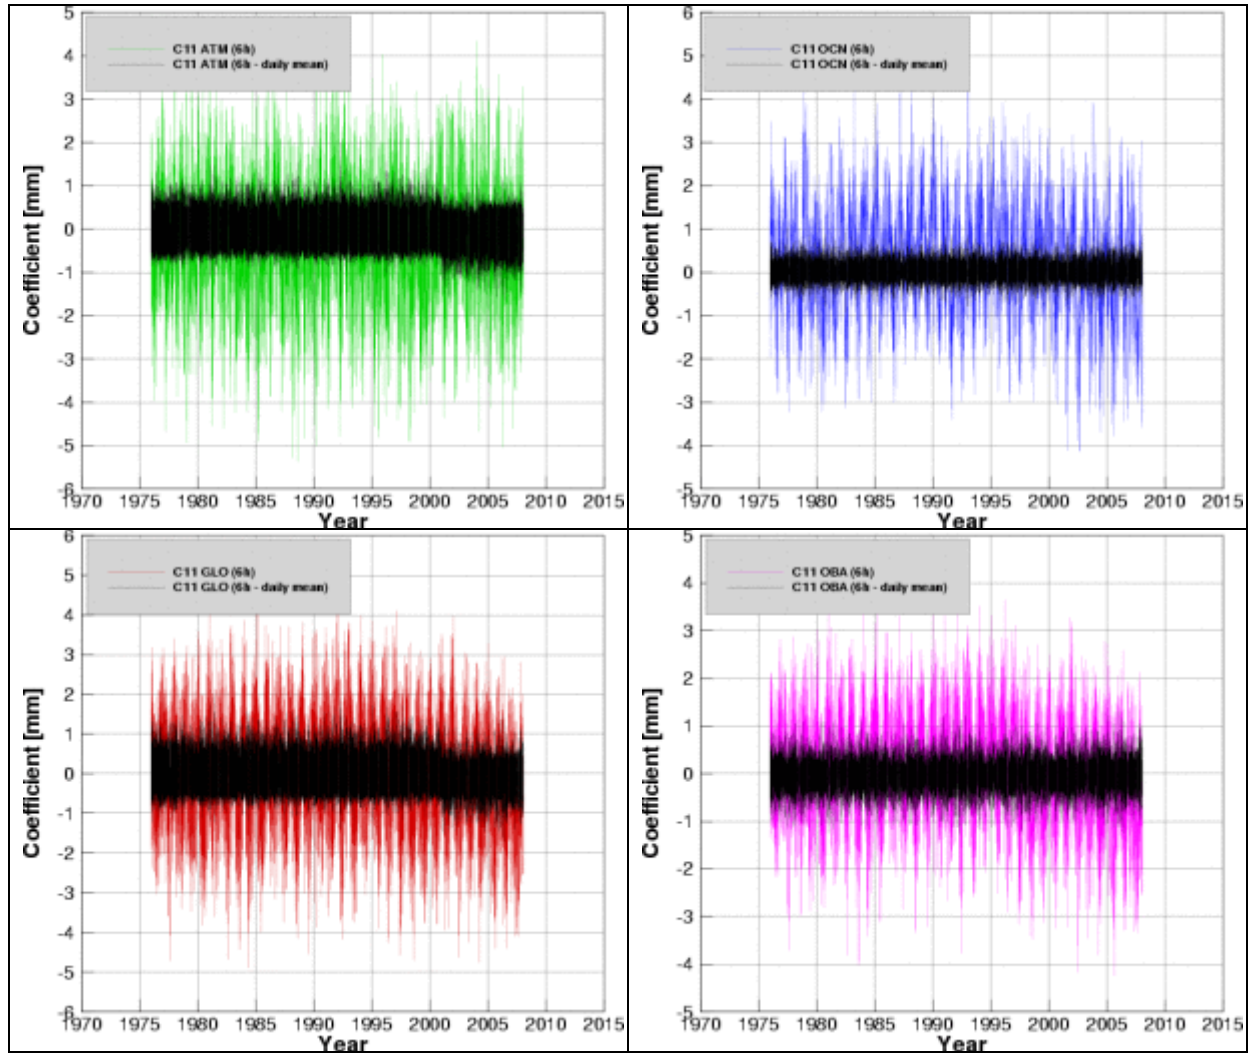 5
4
3
2
1
0
-1
-2
-3
-4
-5
-6
C11 ATM (6h)
C11 ATM (6h - daily mean)
Coefficient [mm]
1970 1975 1980 1985 1990 1995 2000 2005 2010 2015
Year
6
5
4
3
2
1
0
-1
-2
-3
-4
-5
C11 OCN (6h)
C11 OCN (6h - daily mean)
Coefficient [mm]
1970 1975 1980 1985 1990 1995 2000 2005 2010 2015
Year
6
5
4
3
2
1
0
-1
-2
-3
-4
-5
-6
C11 GLO (6h)
C11 GLO (6h - daily mean)
Coefficient [mm]
1970 1975 1980 1985 1990 1995 2000 2005 2010 2015
Year
5
4
3
2
1
0
-1
-2
-3
-4
-5
C11 OBA (6h)
C11 OBA (6h - daily mean)
Coefficient [mm]
1970 1975 1980 1985 1990 1995 2000 2005 2010 2015
Year